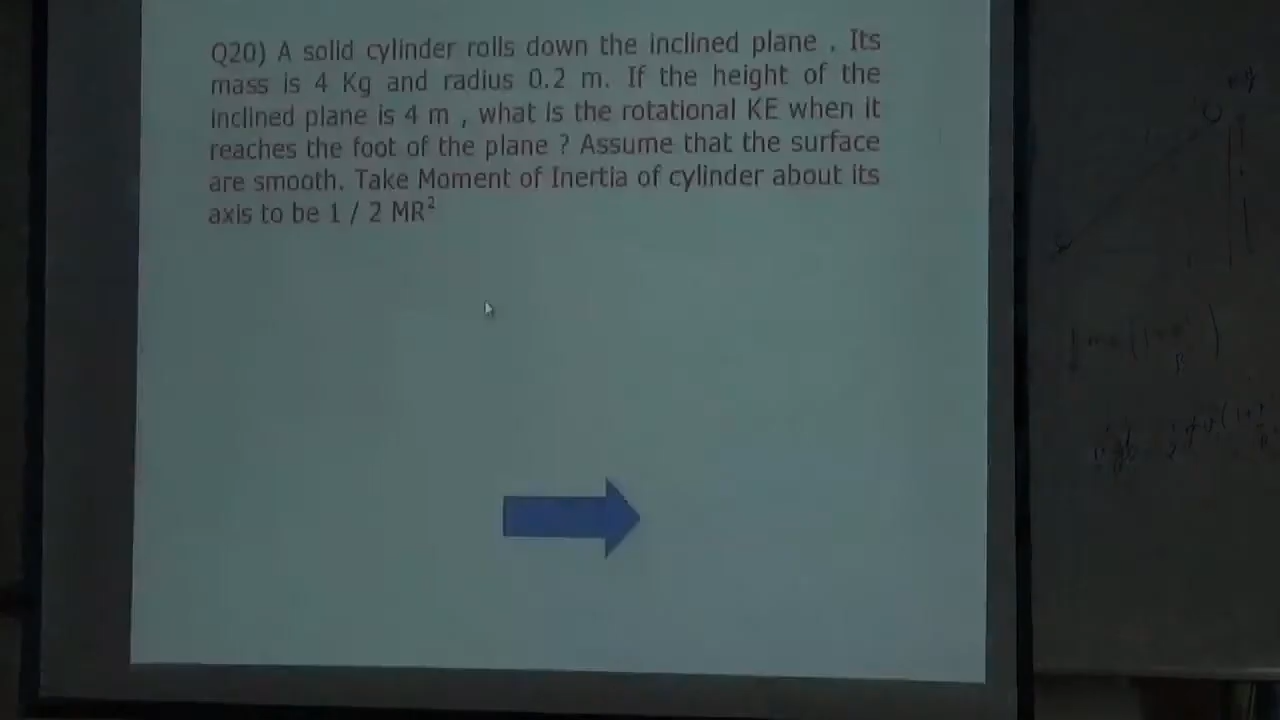 Q20) A solid cylinder rolls down the inclined plane . Its
mass is 4 Kg and radius 0.2 m. If the height of the
inclined plane is 4 m , what is the rotational KE when it
reaches the foot of the plane ? Assume that the surface
are smooth. Take Moment of Inertia of cylinder about its
axis to be 1 / 2 MR²